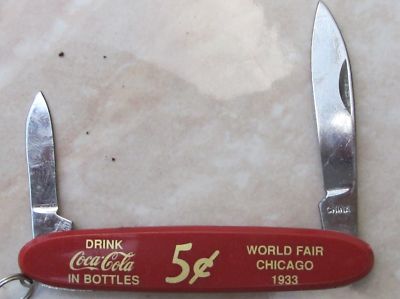 CHINA
DRINK
Coca-Cola
IN BOTTLES
5¢
WORLD FAIR
CHICAGO
1933